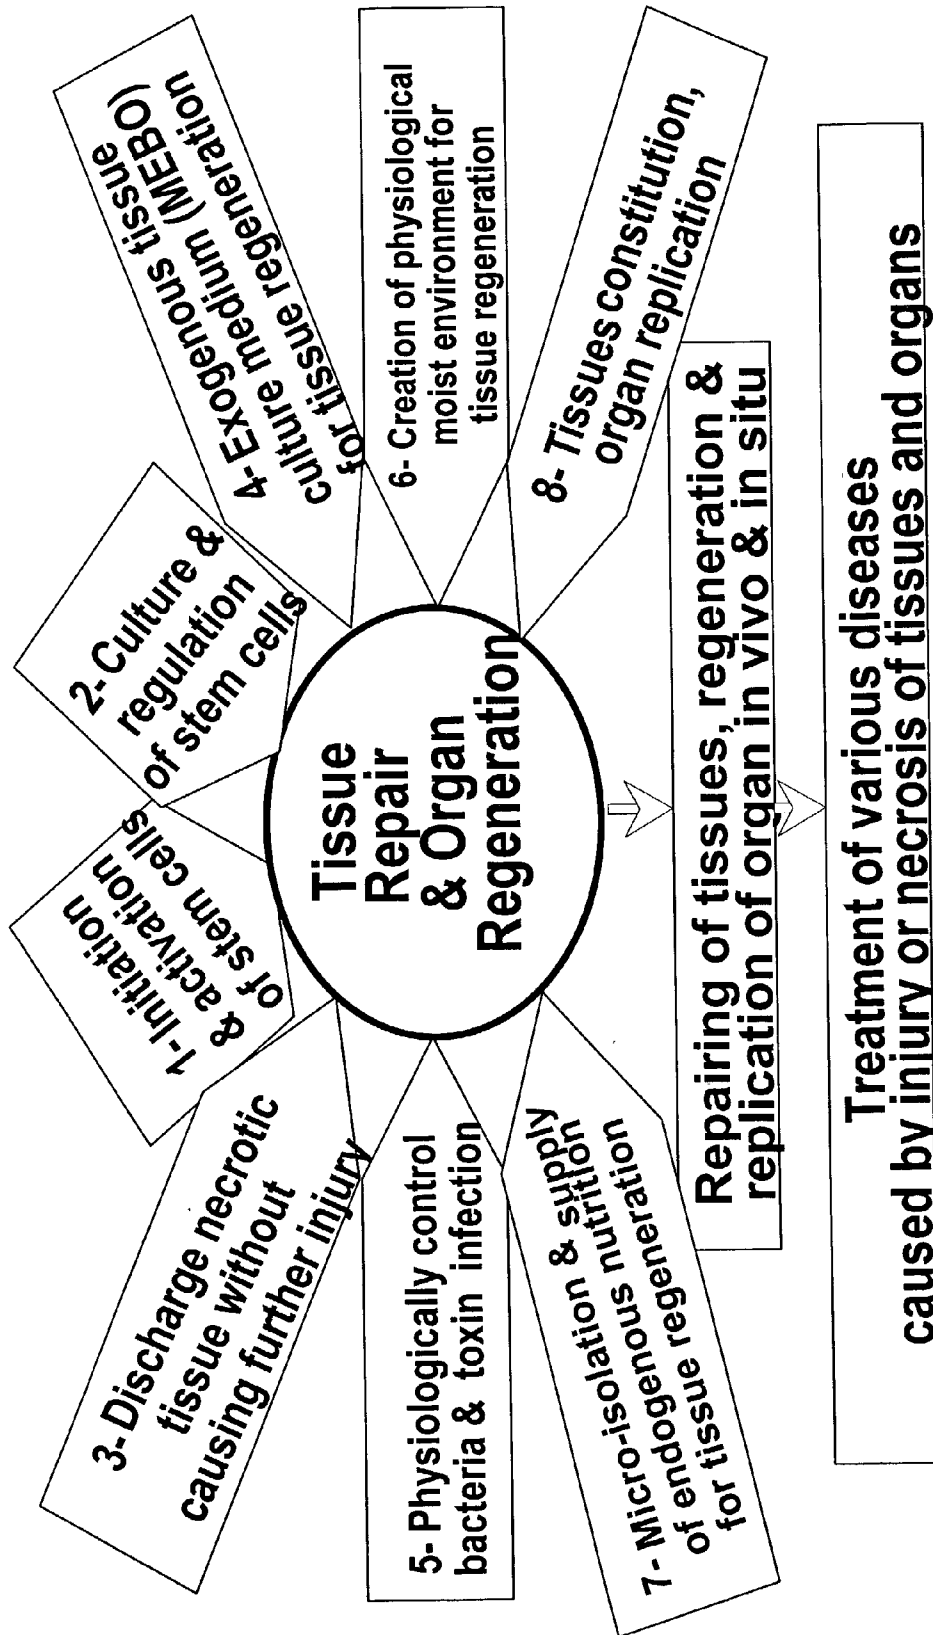 1- Initiation
& activation
of stem cells
2- Culture &
regulation
of stem cells
3- Discharge necrotic
tissue without
causing further injury
4- Exogenous tissue
culture medium (MEBO)
for tissue regeneration
5- Physiologically control
bacteria & toxin infection
6- Creation of physiological
moist environment for
tissue regeneration
7- Micro-isolation & supply
of endogenous nutrition
for tissue regeneration
8- Tissues constitution,
organ replication
Tissue
Repair
& Organ
Regeneration
Repairing of tissues, regeneration &
replication of organ in vivo & in situ
Treatment of various diseases
caused by injury or necrosis of tissues and organs